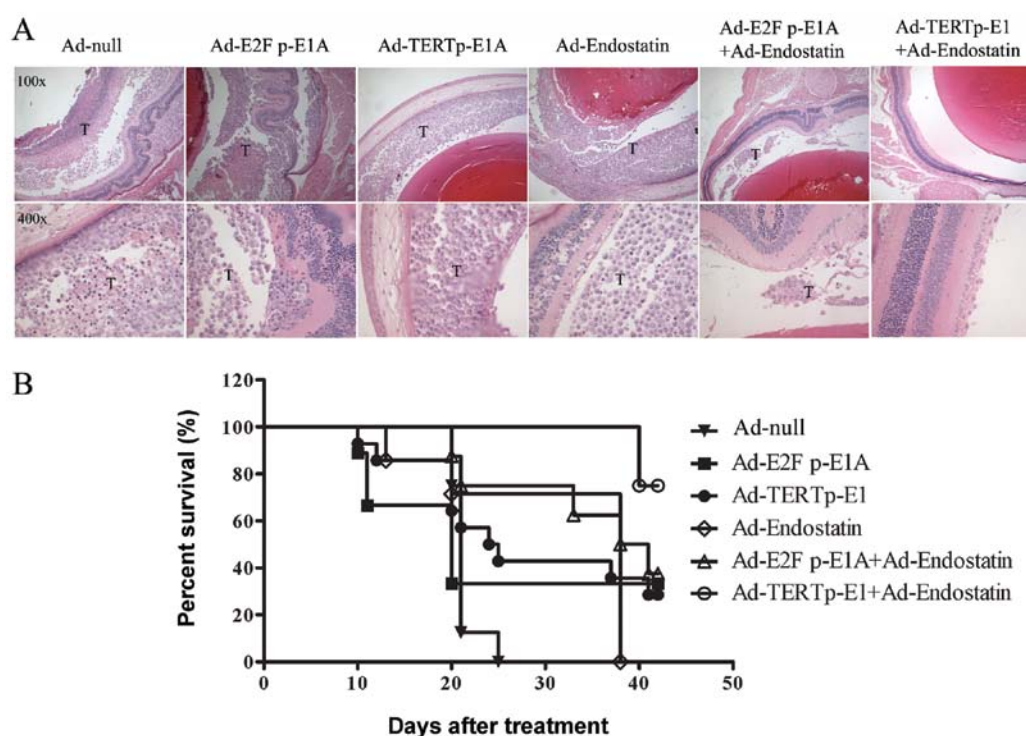 A
Ad-null
Ad-E2F p-E1A
Ad-TERTp-E1A
Ad-Endostatin
Ad-E2F p-E1A
+Ad-Endostatin
Ad-TERTp-E1
+Ad-Endostatin
100x
T
T
T
T
T
T
400x
T
T
T
T
T
B
Percent survival (%)
120
100
80
60
40
20
0
0
10
20
30
40
50
Days after treatment
Ad-null
Ad-E2F p-E1A
Ad-TERTp-E1
Ad-Endostatin
Ad-E2F p-E1A+Ad-Endostatin
Ad-TERTp-E1+Ad-Endostatin